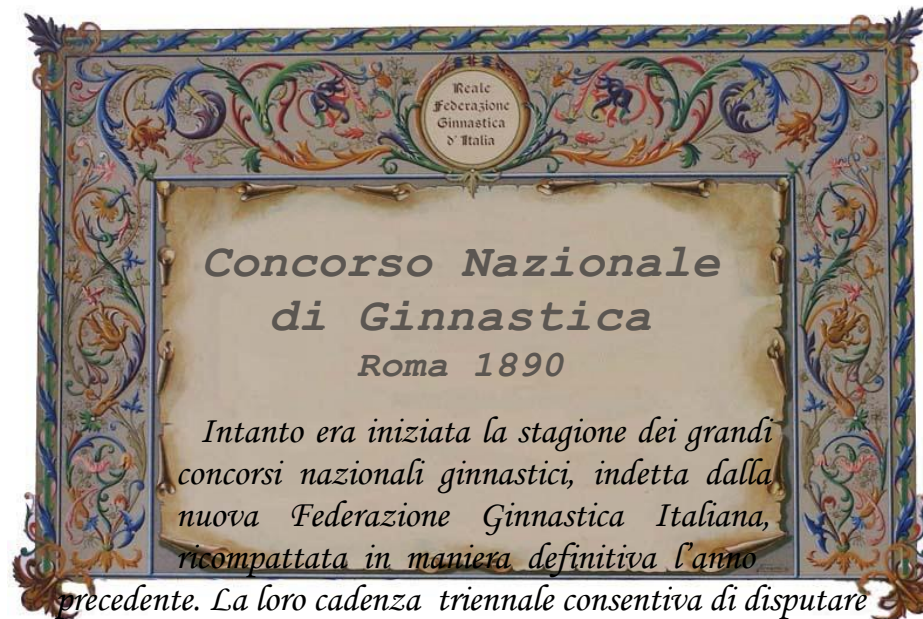 Reale
Federazione
Ginnastica
d' Italia
Concorso Nazionale
di Ginnastica
Roma 1890
Intanto era iniziata la stagione dei grandi
concorsi nazionali ginnastici, indetta dalla
nuova Federazione Ginnastica Italiana,
ricompattata in maniera definitiva l'anno
precedente. La loro cadenza triennale consentiva di disputare